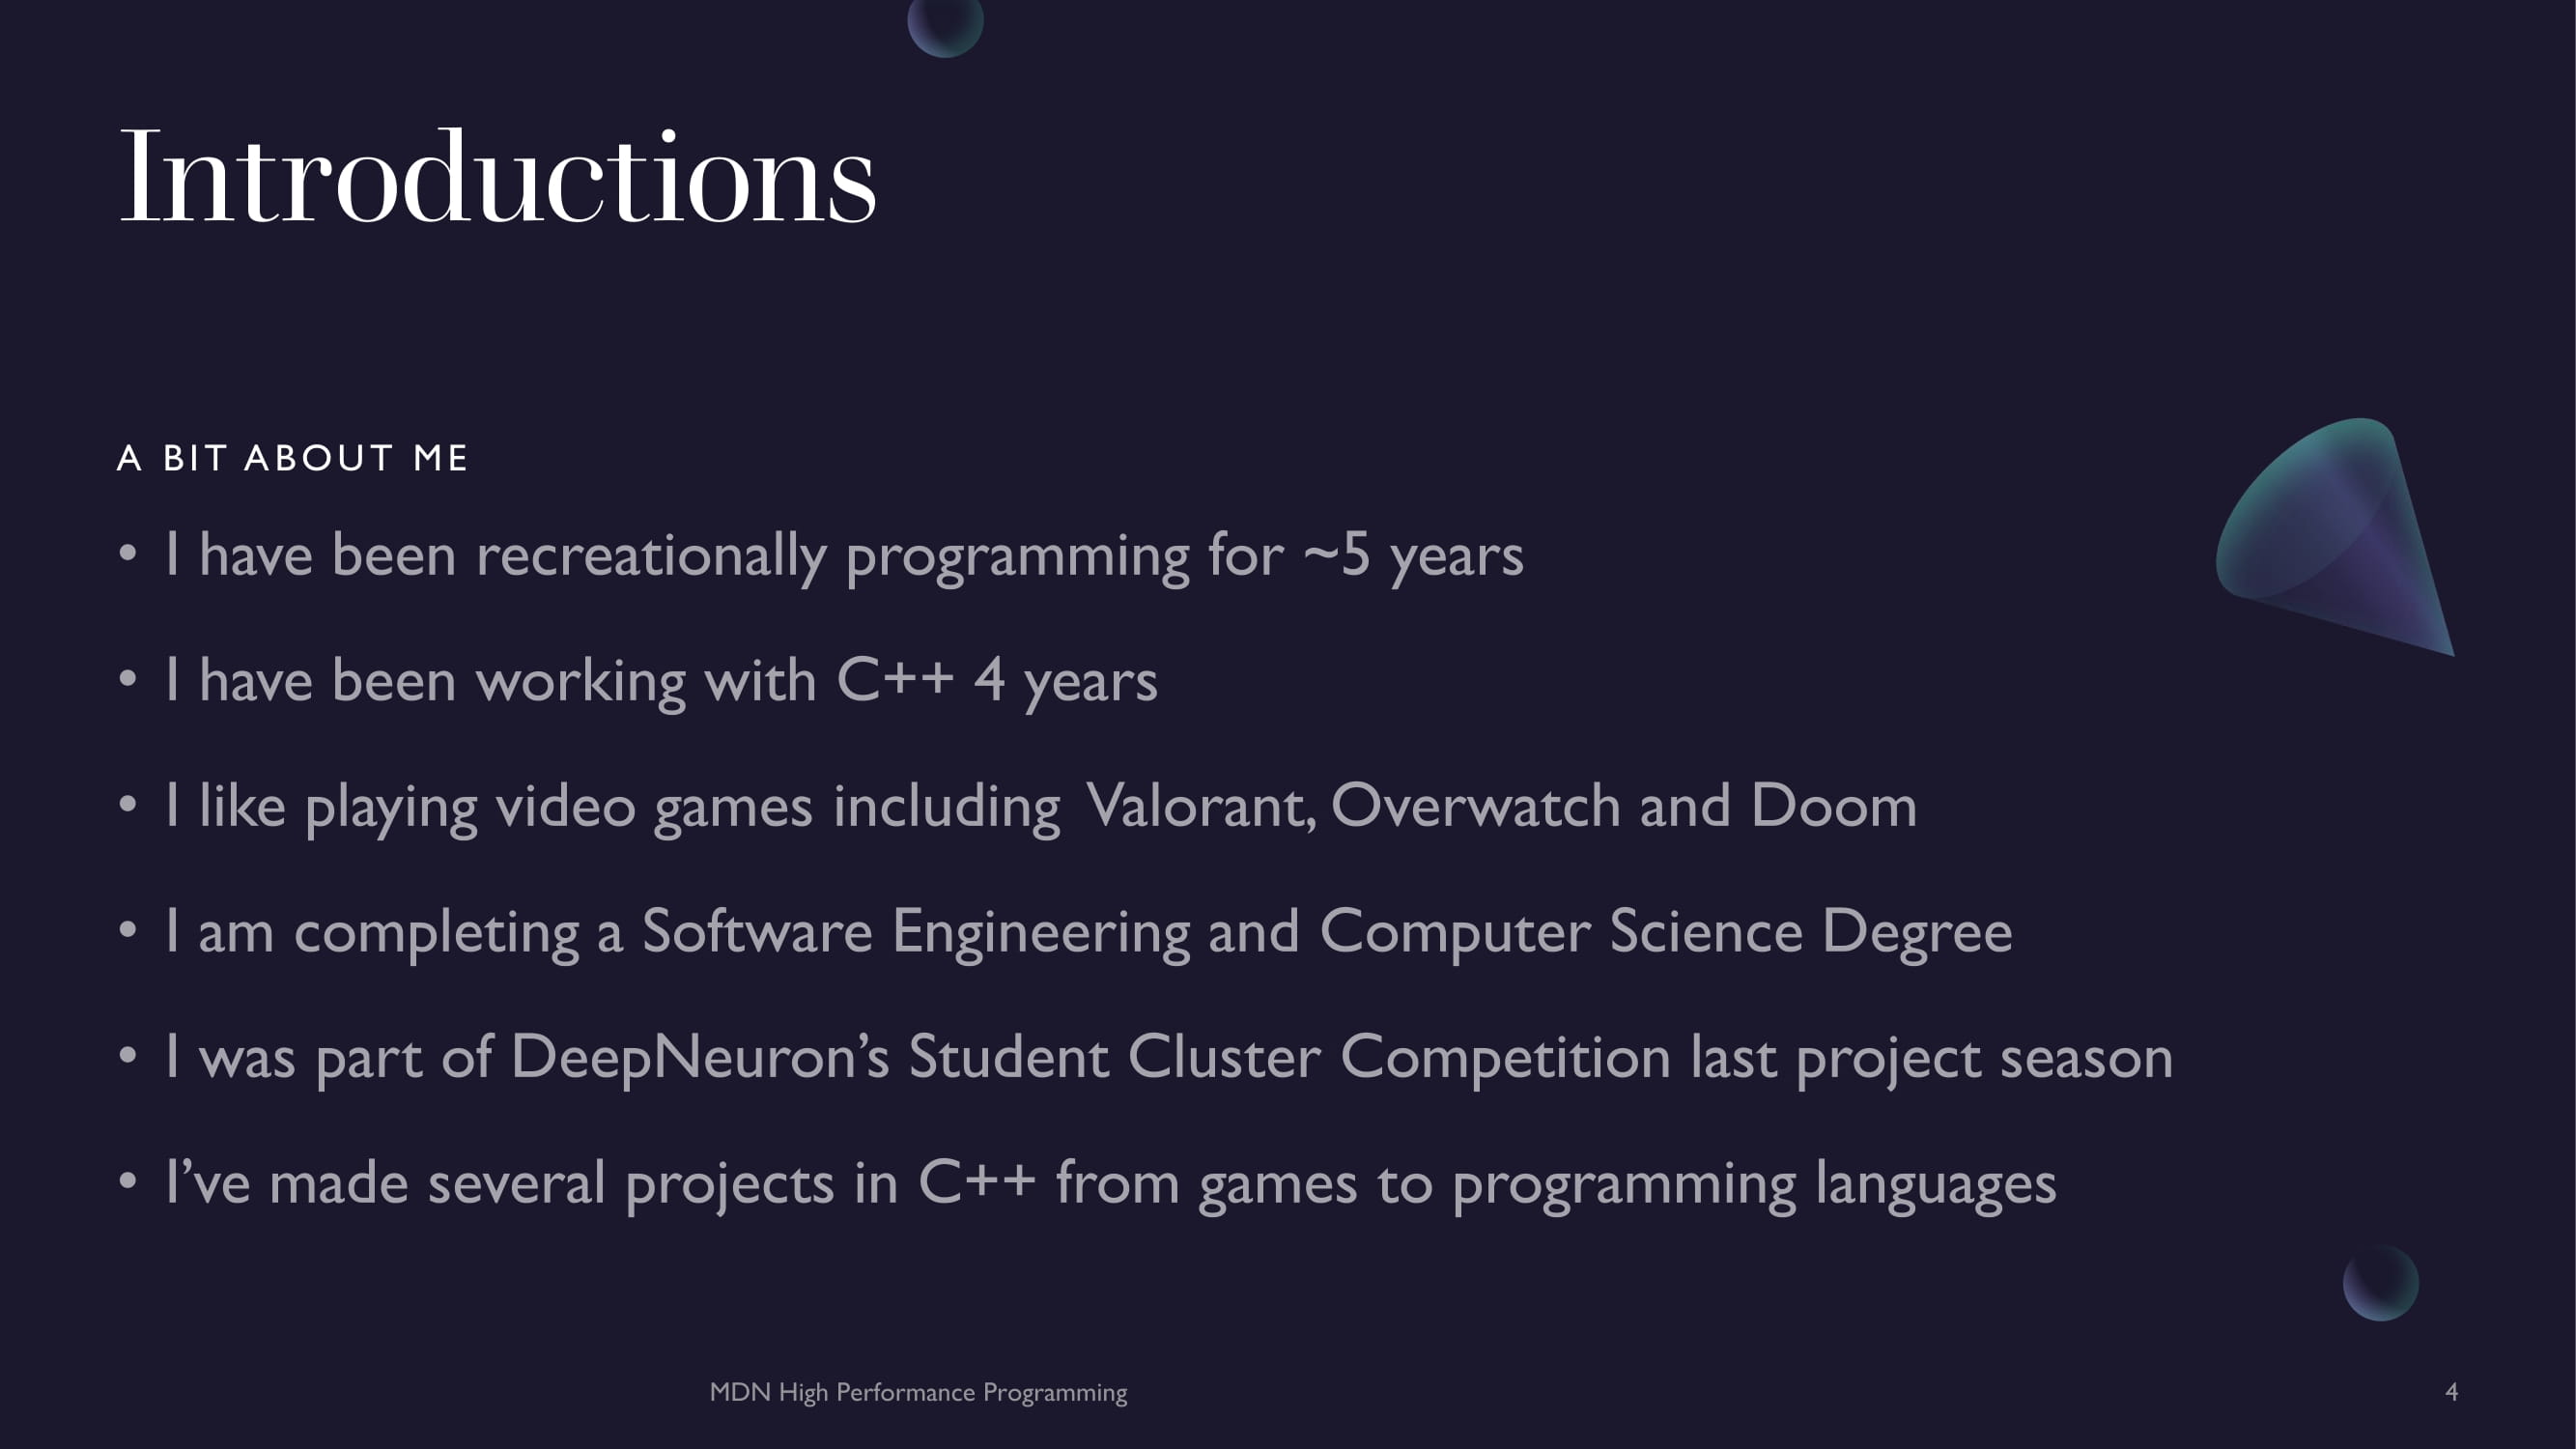 Introductions
A BIT ABOUT ME
• I have been recreationally programming for ~5 years
• I have been working with C++ 4 years
• I like playing video games including Valorant, Overwatch and Doom
• I am completing a Software Engineering and Computer Science Degree
• I was part of DeepNeuron’s Student Cluster Competition last project season
• I’ve made several projects in C++ from games to programming languages
MDN High Performance Programming
4